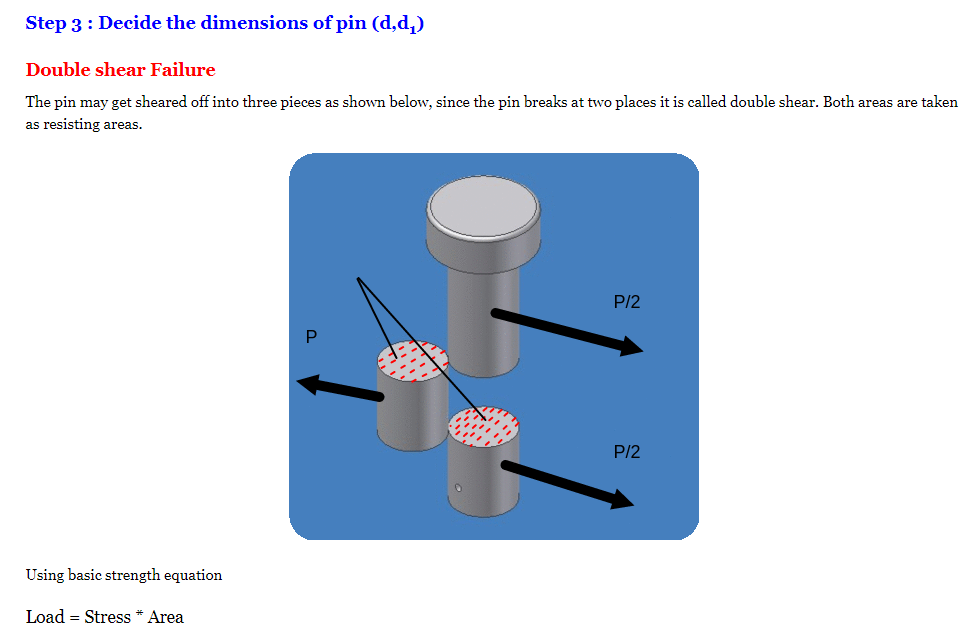 Step 3 : Decide the dimensions of pin (d,d₁)
Double shear Failure
The pin may get sheared off into three pieces as shown below, since the pin breaks at two places it is called double shear. Both areas are taken
as resisting areas.
P/2
P
P/2
Using basic strength equation
Load = Stress * Area